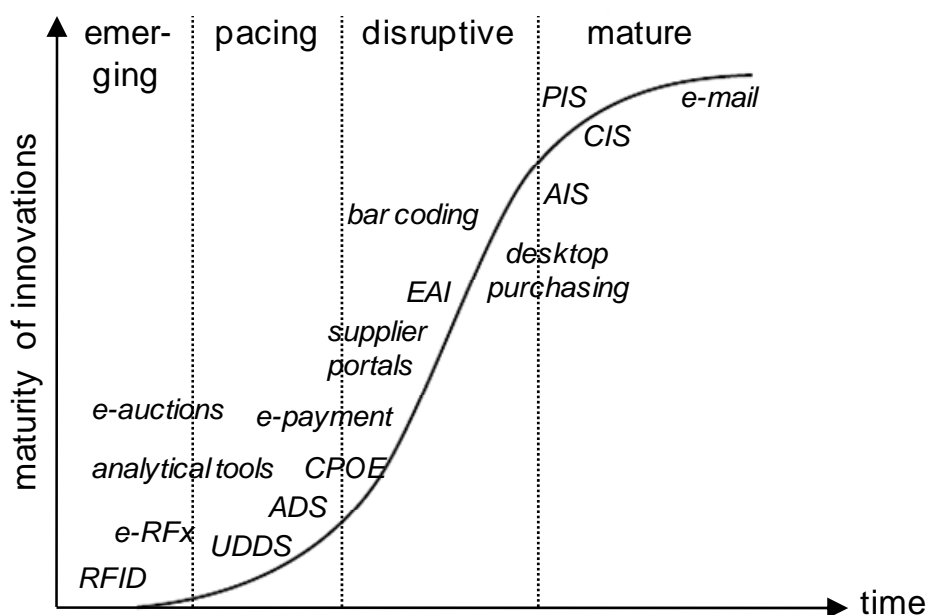 emer-
ging
pacing
disruptive
mature
PIS
e-mail
CIS
AIS
bar coding
desktop
purchasing
EAI
supplier
portals
e-auctions
e-payment
analytical tools
CPOE
ADS
e-RFx
UDDS
RFID
maturity of innovations
time